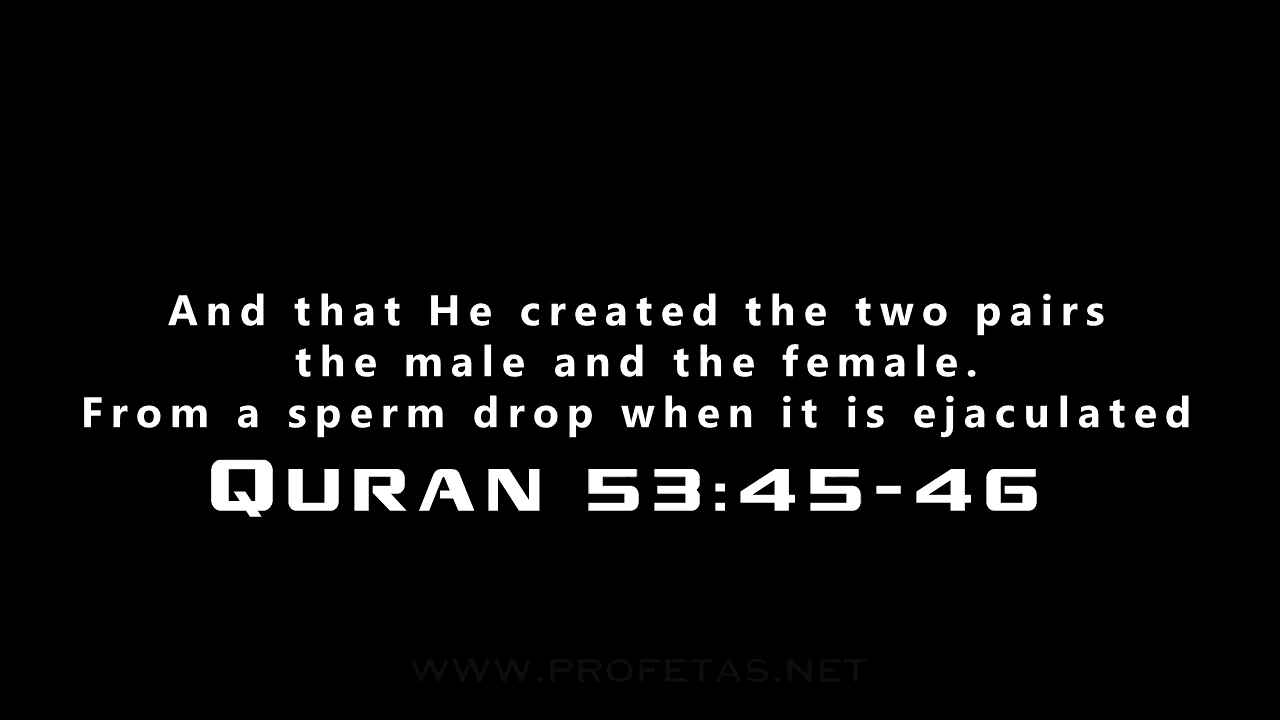 And that He created the two pairs
the male and the female.
From a sperm drop when it is ejaculated
QURAN 53:45-46
WWW.PROFETAS.NET